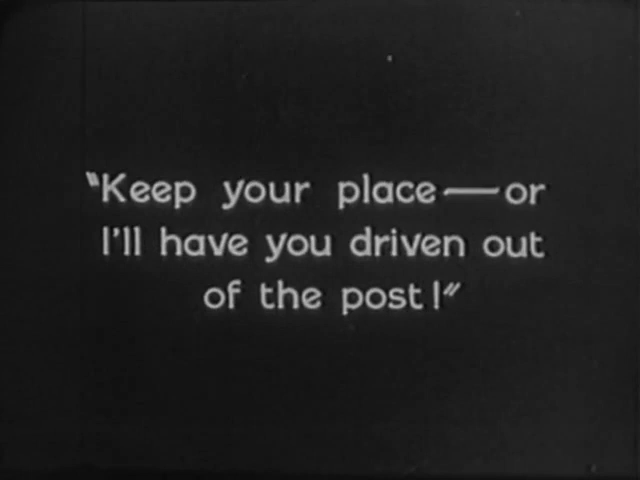 "Keep your place—or
I'll have you driven out
of the post!"